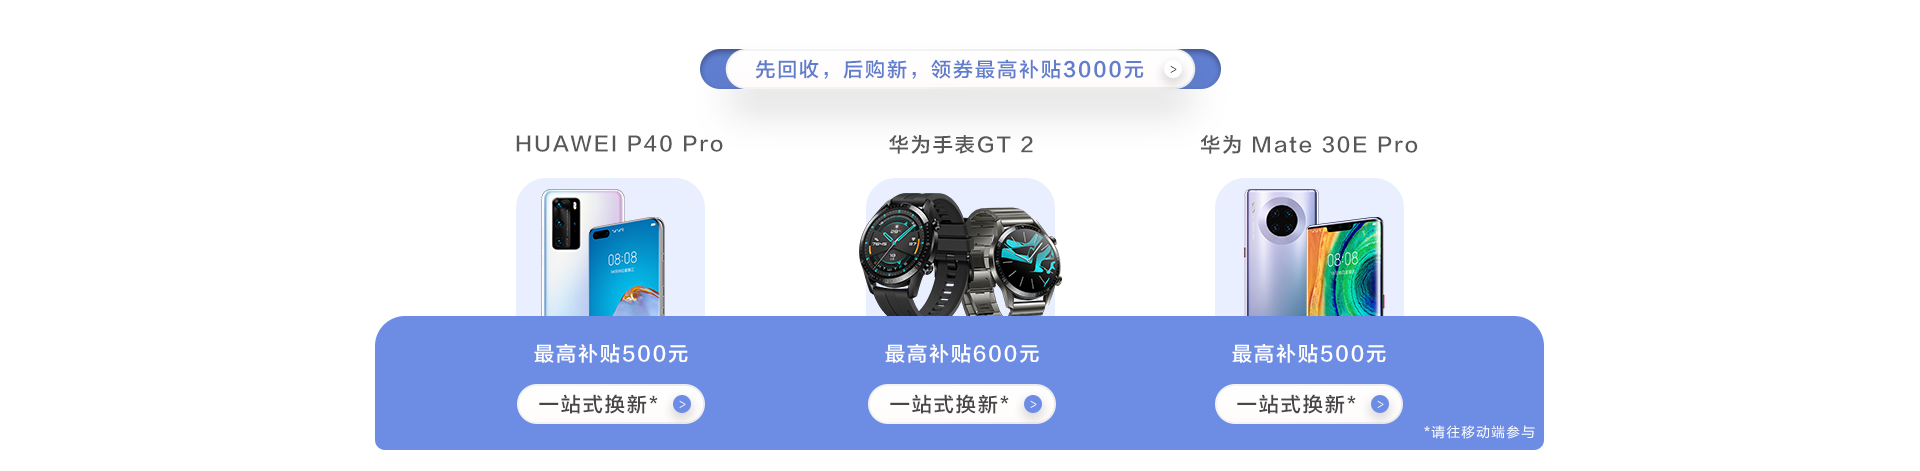 先回收，后购新，领券最高补贴3000元 >
HUAWEI P40 Pro
华为手表GT 2
华为 Mate 30E Pro
08:08
08:08
最高补贴500元
最高补贴600元
最高补贴500元
一站式换新* >
一站式换新* >
一站式换新* >
*请往移动端参与